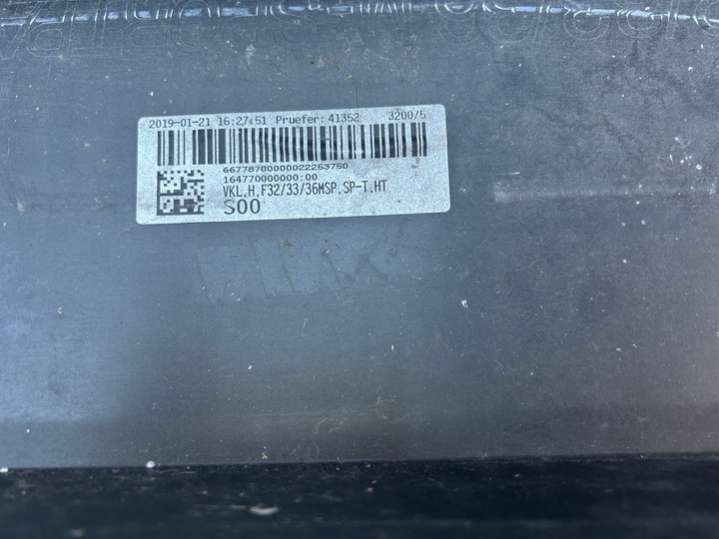 2019-01-21 16:27:51 Pruefer: 41352 3200/5
66778700000022253750
164770000000:00
VKL.H.F32/33/36MSP.SP-T.HT
S00